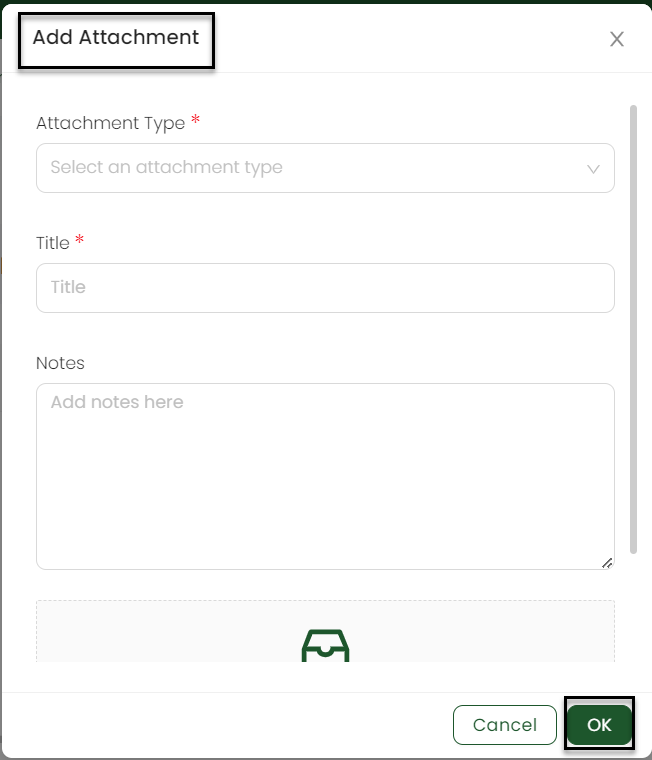 Add Attachment
Attachment Type *
Select an attachment type
Title *
Title
Notes
Add notes here
Cancel
OK